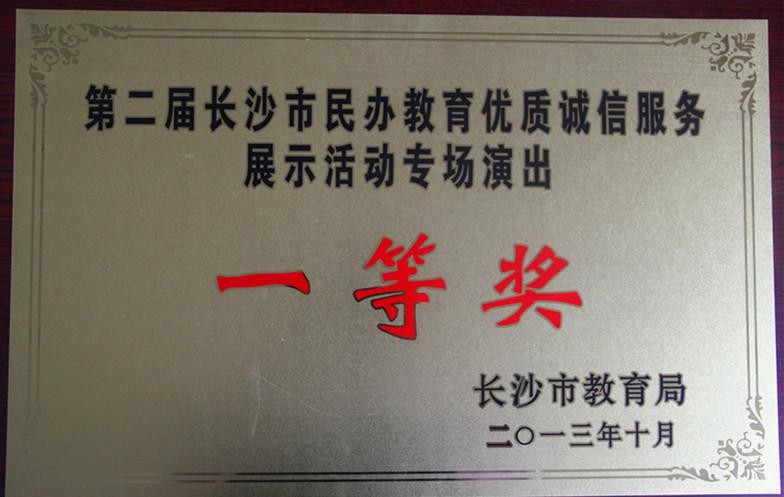 第二届长沙市民办教育优质诚信服务
展示活动专场演出
一等奖
长沙市教育局
二〇一三年十月